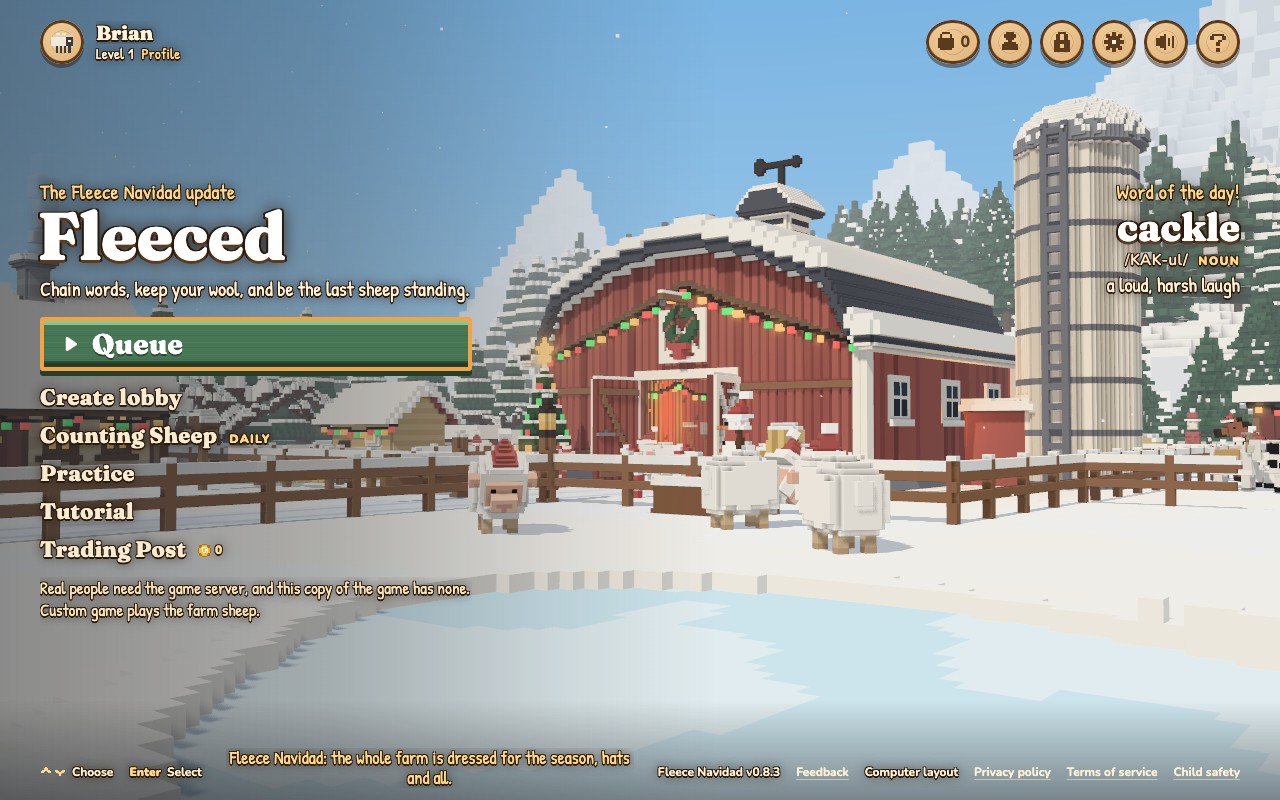 Brian
Level 1 Profile
0
The Fleece Navidad update
Fleeced
Chain words, keep your wool, and be the last sheep standing.
Queue
Create lobby
Counting Sheep DAILY
Practice
Tutorial
Trading Post 0
Real people need the game server, and this copy of the game has none.
Custom game plays the farm sheep.
Word of the day!
cackle
/KAK-ul/ NOUN
a loud, harsh laugh
Choose Enter Select
Fleece Navidad: the whole farm is dressed for the season, hats
and all.
Fleece Navidad v0.8.3 Feedback Computer layout Privacy policy Terms of service Child safety